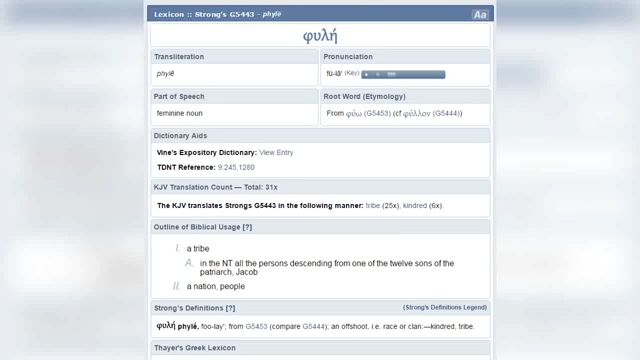 Lexicon :: Strong's G5443 - phylē
Aa
φυλή
Transliteration
Pronunciation
phylē
fü-lā' (Key)
Part of Speech
Root Word (Etymology)
feminine noun
From φύω (G5453) (cf φύλλον (G5444))
Dictionary Aids
Vine's Expository Dictionary: View Entry
TDNT Reference: 9:245,1280
KJV Translation Count — Total: 31x
The KJV translates Strongs G5443 in the following manner: tribe (25x), kindred (6x).
Outline of Biblical Usage [?]
I. a tribe
A. in the NT all the persons descending from one of the twelve sons of the
patriarch, Jacob
II. a nation, people
Strong's Definitions [?]
(Strong's Definitions Legend)
φυλή phylḗ, foo-lay'; from G5453 (compare G5444); an offshoot, i.e. race or clan:—kindred, tribe.
Thayer's Greek Lexicon